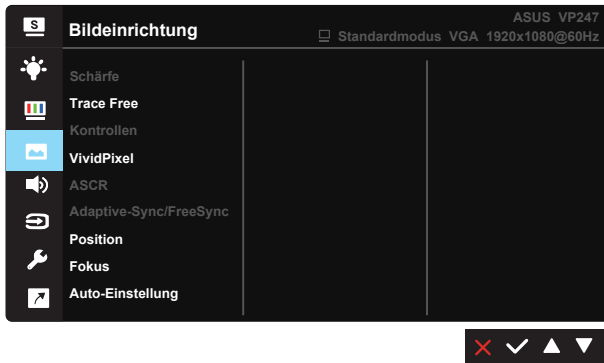 S
Bildeinrichtung
ASUS VP247
Standardmodus VGA 1920x1080@60Hz
Schärfe
Trace Free
Kontrollen
VividPixel
ASCR
Adaptive-Sync/FreeSync
Position
Fokus
Auto-Einstellung